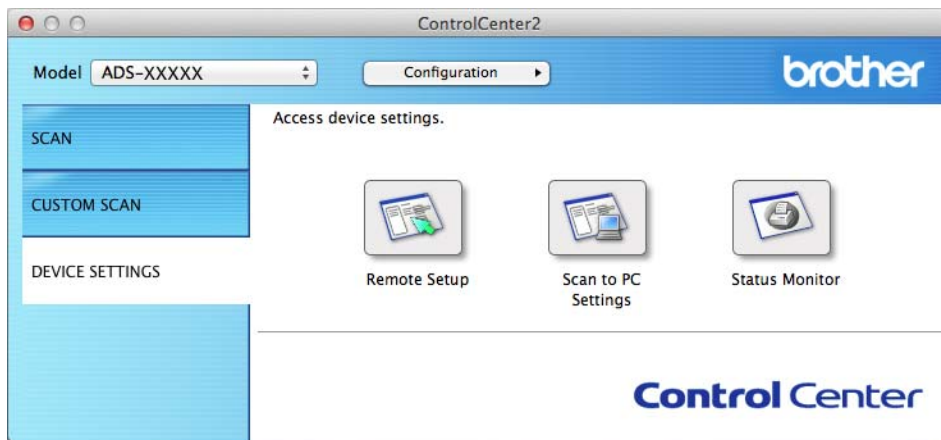 ControlCenter2
Model ADS-XXXXX Configuration brother
SCAN
CUSTOM SCAN
DEVICE SETTINGS
Access device settings.
Remote Setup
Scan to PC
Settings
Status Monitor
Control Center